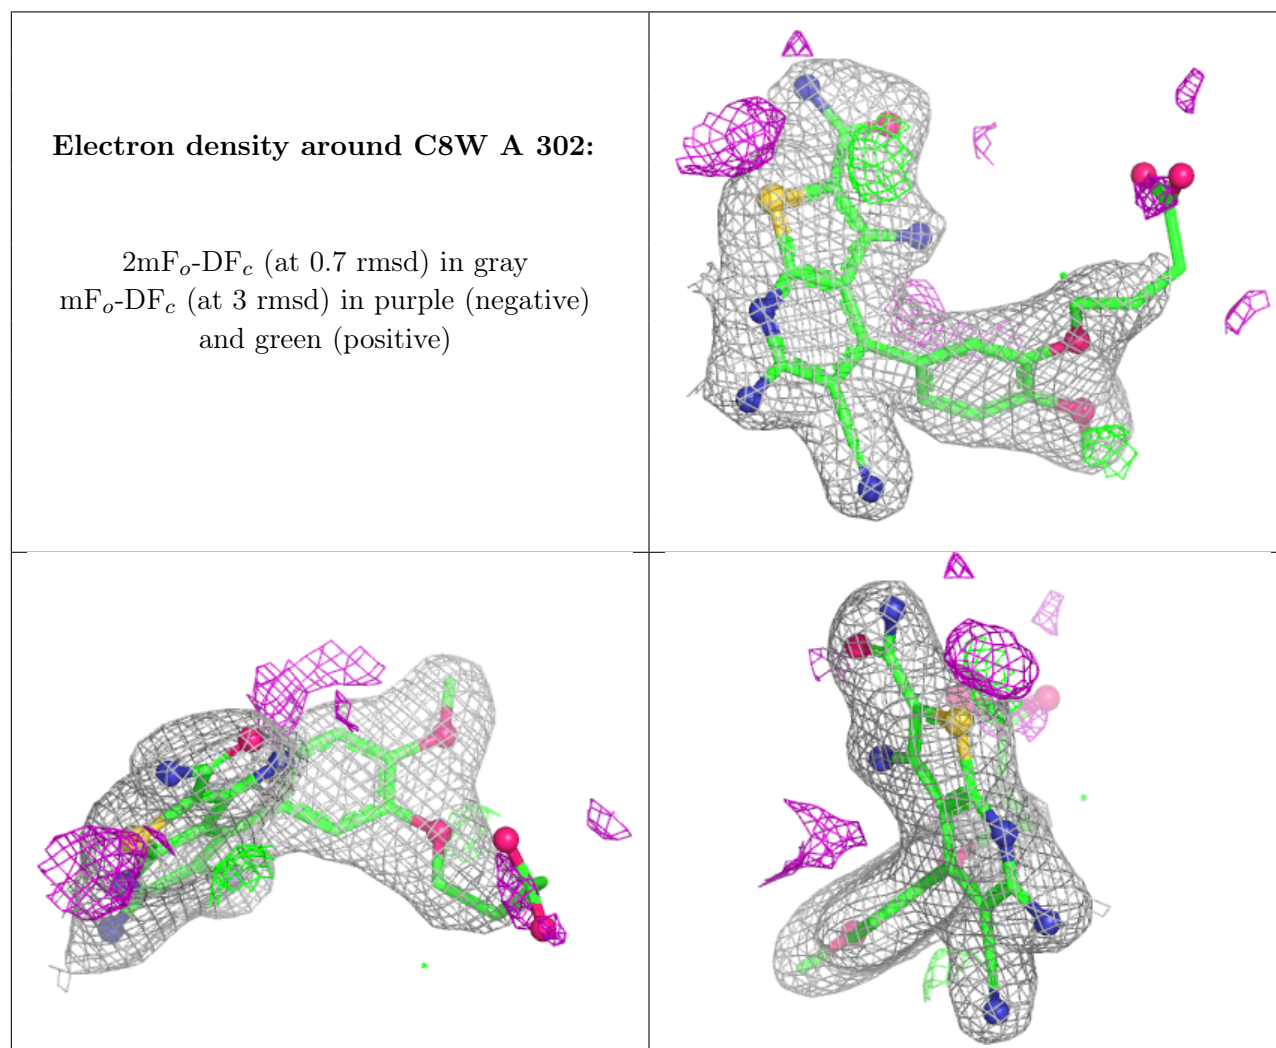 Electron density around C8W A 302:
2mFo-DFc (at 0.7 rmsd) in gray
mFo-DFc (at 3 rmsd) in purple (negative)
and green (positive)